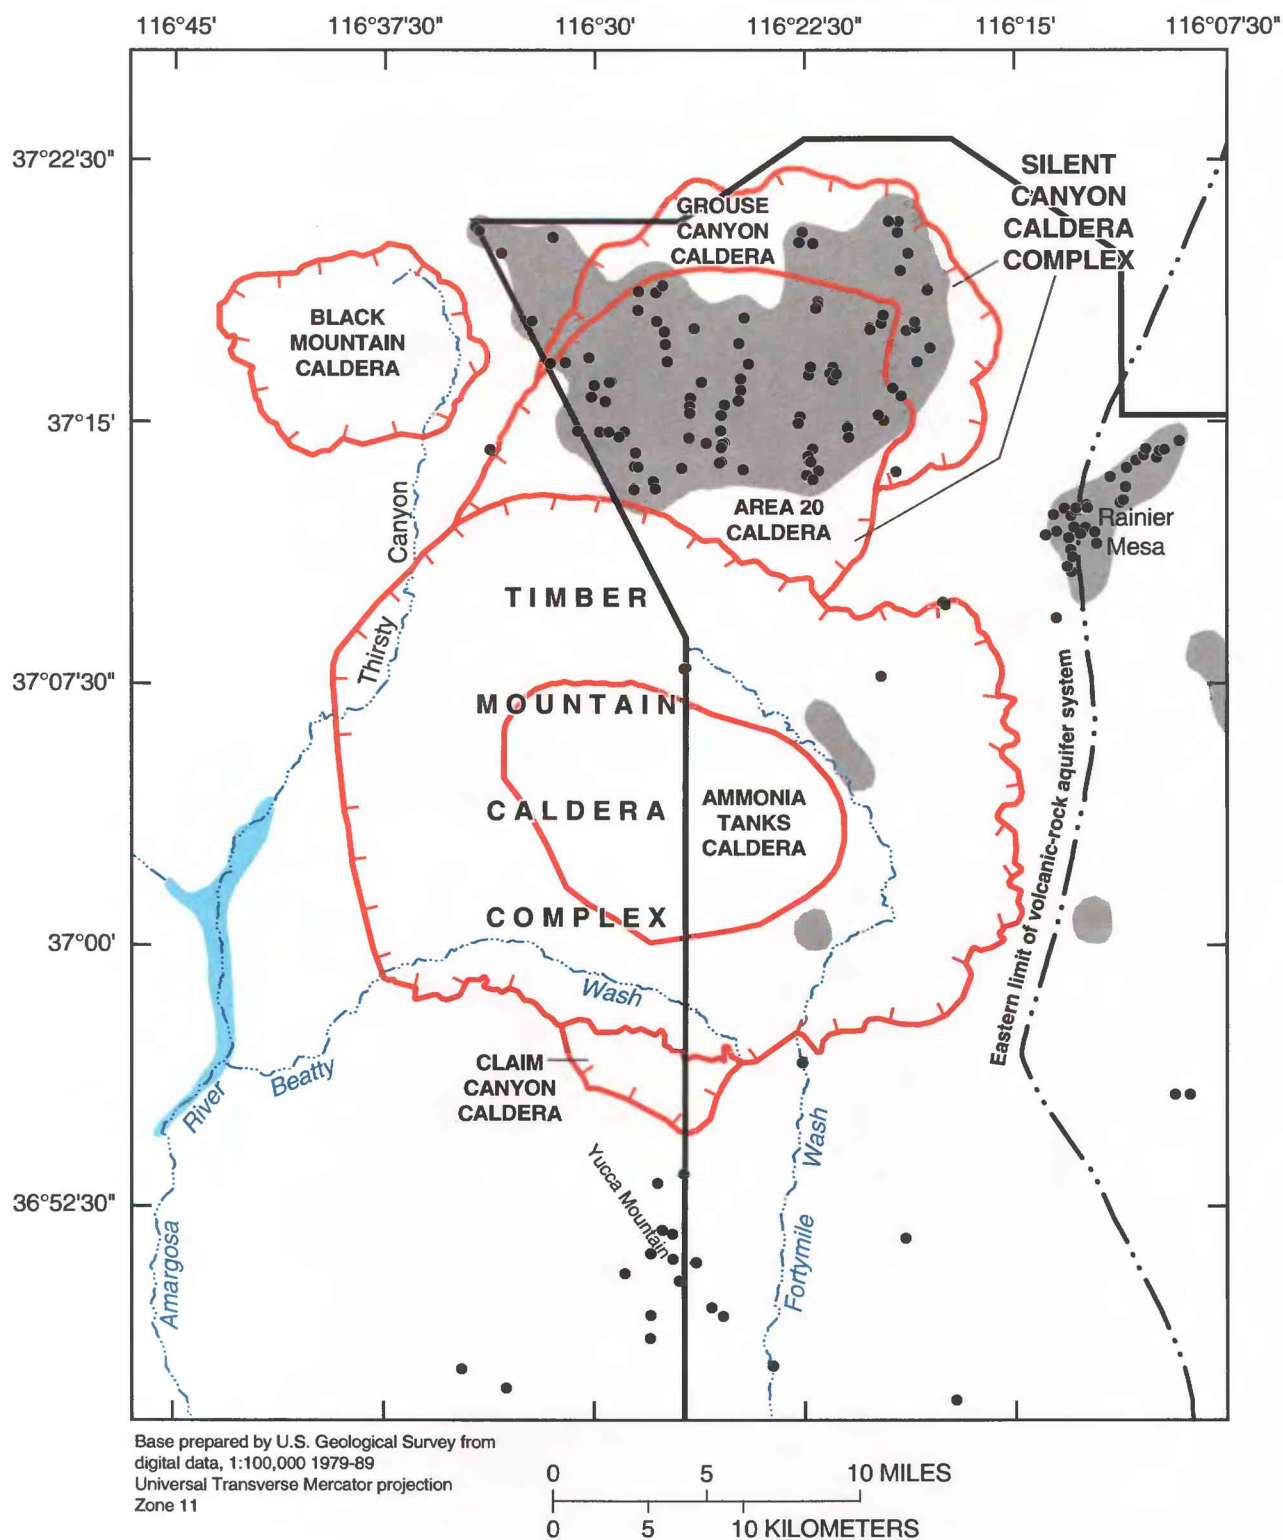 116°45' 116°37'30" 116°30' 116°22'30" 116°15' 116°07'30"
37°22'30"
SILENT
CANYON
CALDERA
COMPLEX
GROUSE
CANYON
CALDERA
BLACK
MOUNTAIN
CALDERA
37°15'
AREA 20
CALDERA
Rainier
Mesa
Thirsty Canyon
TIMBER
MOUNTAIN
CALDERA
COMPLEX
37°07'30"
AMMONIA
TANKS
CALDERA
Eastern limit of volcanic-rock aquifer system
37°00'
Beatty Wash
CLAIM
CANYON
CALDERA
Amargosa River
Yucca Mountain
Fortymile Wash
36°52'30"
Base prepared by U.S. Geological Survey from
digital data, 1:100,000 1979-89
Universal Transverse Mercator projection
Zone 11
0 5 10 MILES
0 5 10 KILOMETERS